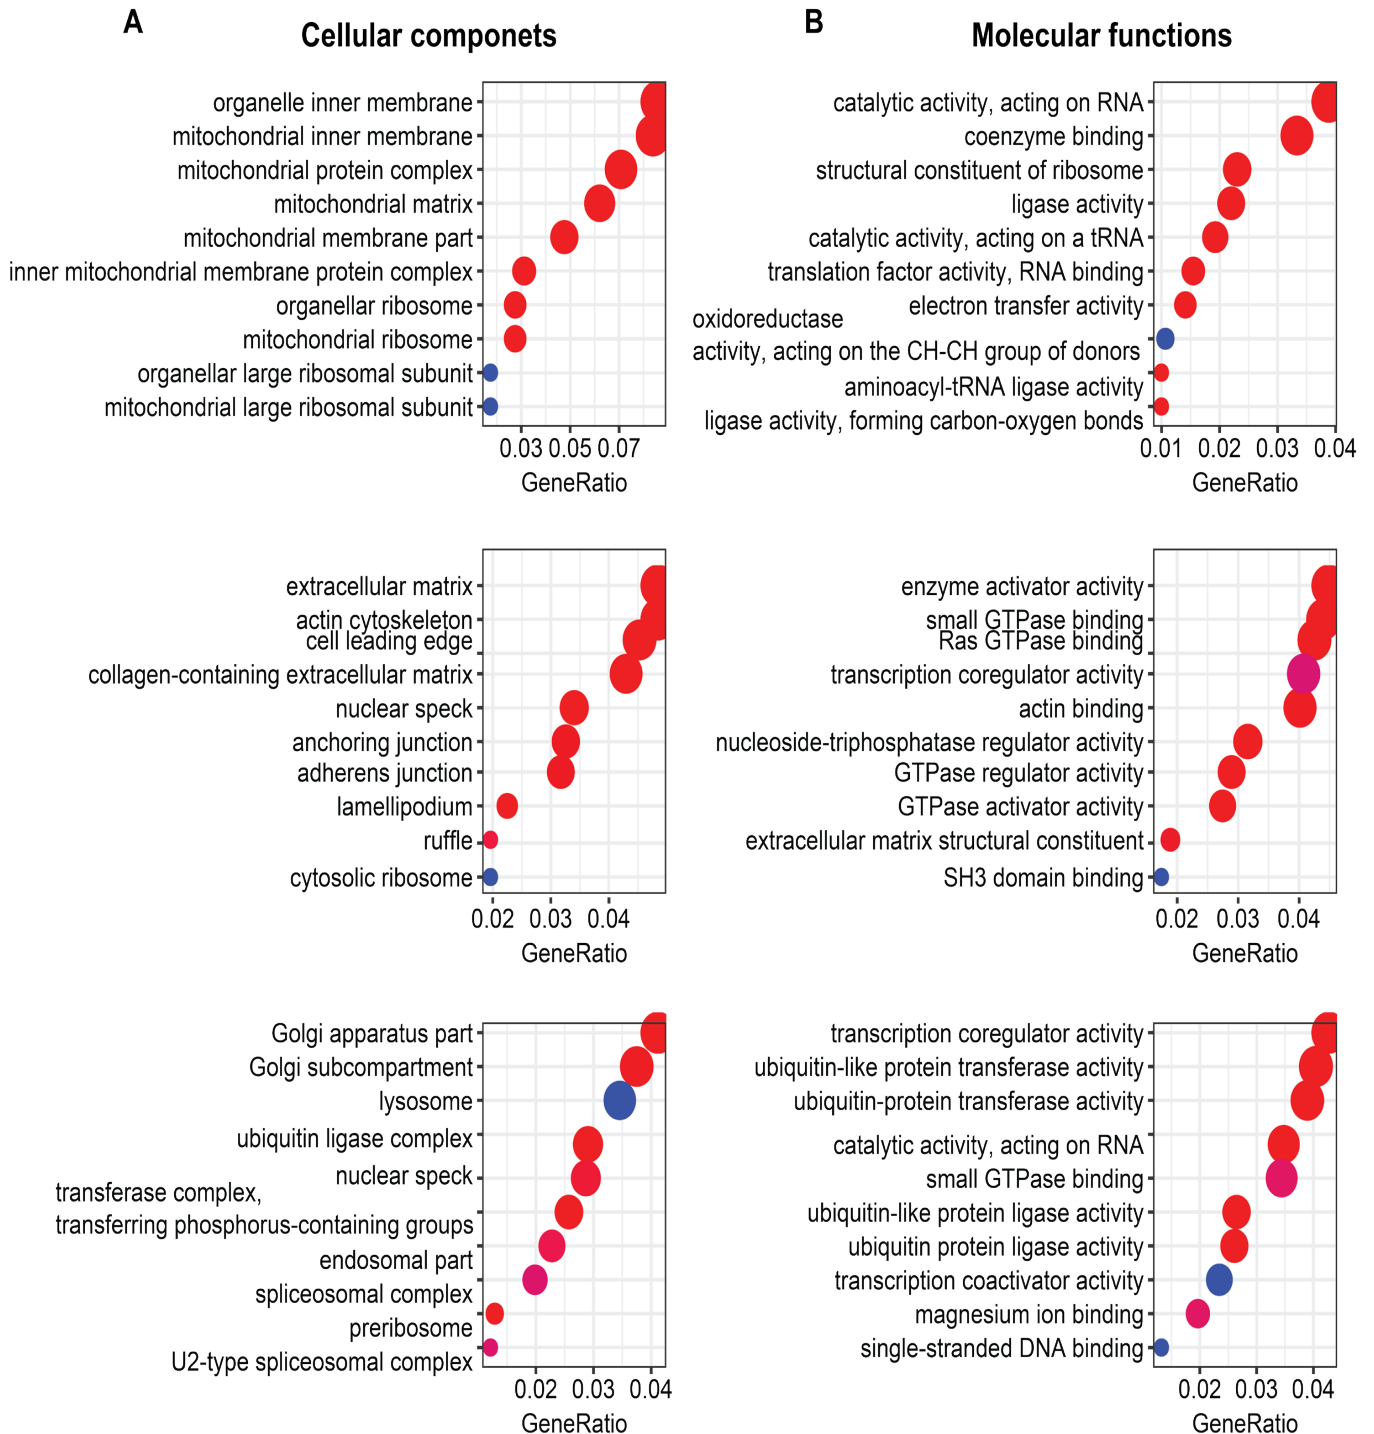 A
Cellular componets
organelle inner membrane
mitochondrial inner membrane
mitochondrial protein complex
mitochondrial matrix
mitochondrial membrane part
inner mitochondrial membrane protein complex
organellar ribosome
mitochondrial ribosome
organellar large ribosomal subunit
mitochondrial large ribosomal subunit
0.03 0.05 0.07
GeneRatio
extracellular matrix
actin cytoskeleton
cell leading edge
collagen-containing extracellular matrix
nuclear speck
anchoring junction
adherens junction
lamellipodium
ruffle
cytosolic ribosome
0.02 0.03 0.04
GeneRatio
Golgi apparatus part
Golgi subcompartment
lysosome
ubiquitin ligase complex
nuclear speck
transferase complex,
transferring phosphorus-containing groups
endosomal part
spliceosomal complex
preribosome
U2-type spliceosomal complex
0.02 0.03 0.04
GeneRatio
B
Molecular functions
catalytic activity, acting on RNA
coenzyme binding
structural constituent of ribosome
ligase activity
catalytic activity, acting on a tRNA
translation factor activity, RNA binding
electron transfer activity
oxidoreductase
activity, acting on the CH-CH group of donors
aminoacyl-tRNA ligase activity
ligase activity, forming carbon-oxygen bonds
0.01 0.02 0.03 0.04
GeneRatio
enzyme activator activity
small GTPase binding
Ras GTPase binding
transcription coregulator activity
actin binding
nucleoside-triphosphatase regulator activity
GTPase regulator activity
GTPase activator activity
extracellular matrix structural constituent
SH3 domain binding
0.02 0.03 0.04
GeneRatio
transcription coregulator activity
ubiquitin-like protein transferase activity
ubiquitin-protein transferase activity
catalytic activity, acting on RNA
small GTPase binding
ubiquitin-like protein ligase activity
ubiquitin protein ligase activity
transcription coactivator activity
magnesium ion binding
single-stranded DNA binding
0.02 0.03 0.04
GeneRatio